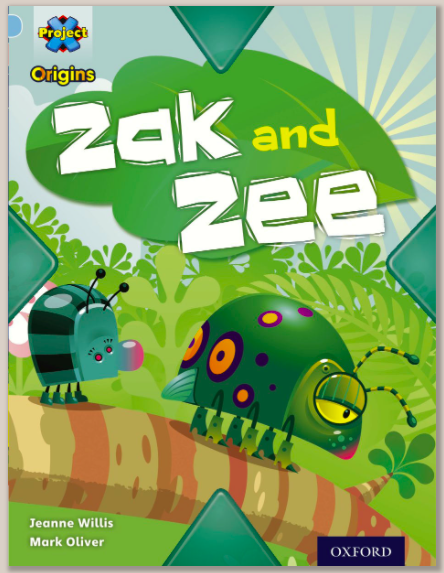 Project
X
Origins
Zak and
Zee
Jeanne Willis
Mark Oliver
OXFORD